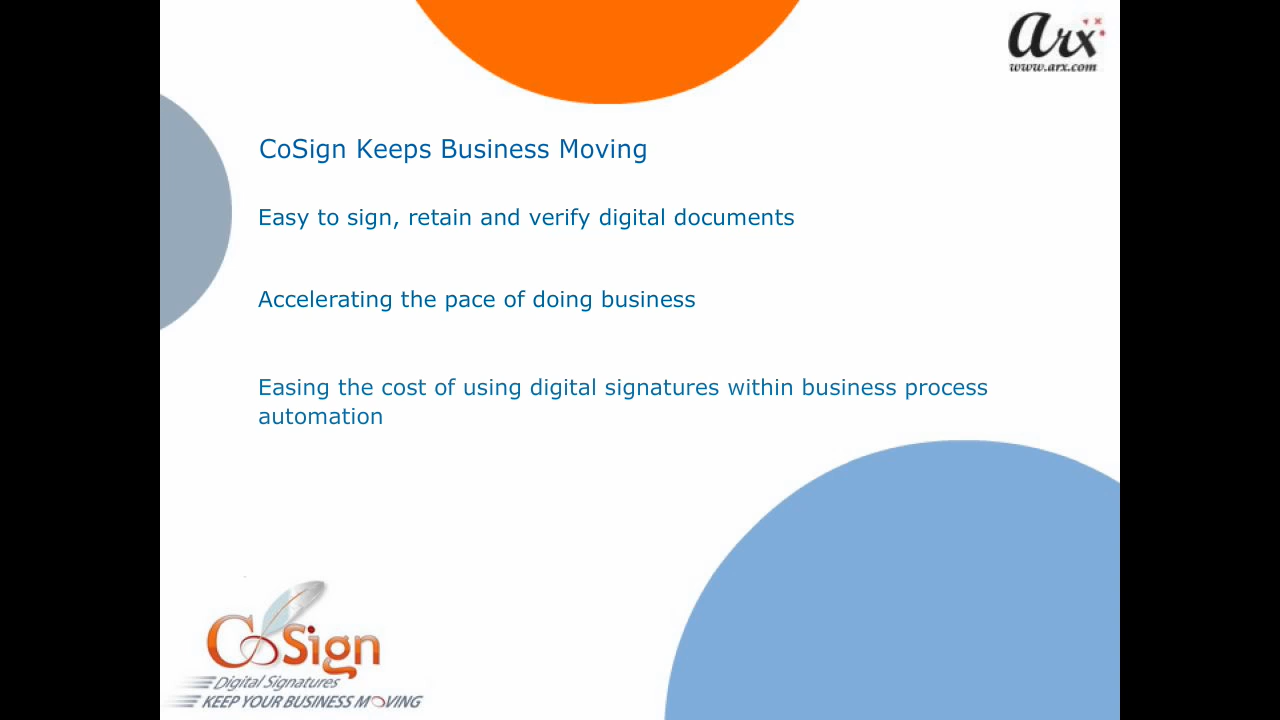 arx
www.arx.com
CoSign Keeps Business Moving
Easy to sign, retain and verify digital documents
Accelerating the pace of doing business
Easing the cost of using digital signatures within business process
automation
CoSign
Digital Signatures
KEEP YOUR BUSINESS MOVING